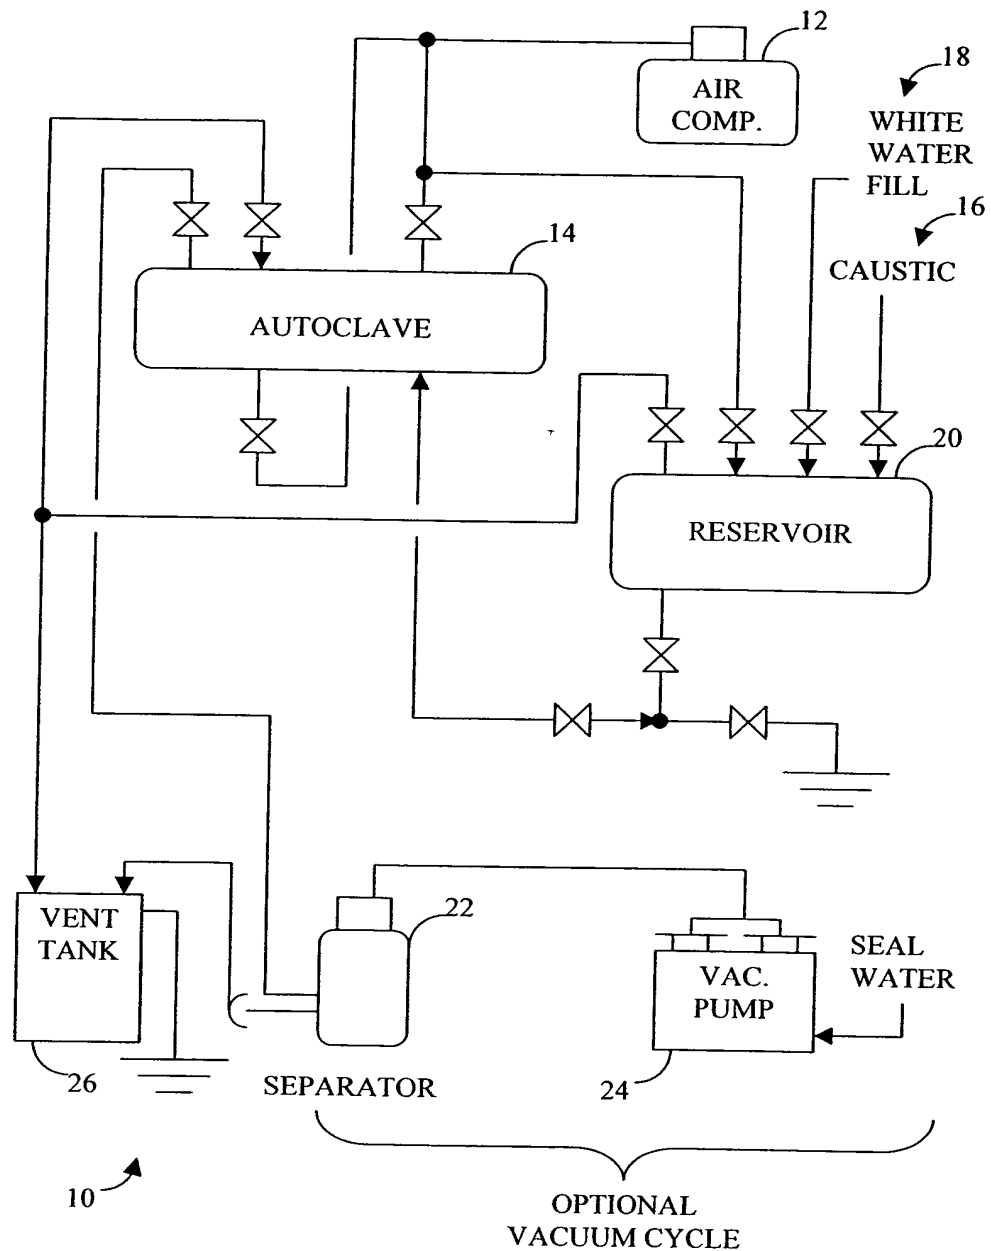 12
AIR
COMP.
18
WHITE
WATER
FILL
16
CAUSTIC
14
AUTOCLAVE
20
RESERVOIR
VENT
TANK
26
22
SEPARATOR
VAC.
PUMP
24
SEAL
WATER
10
OPTIONAL
VACUUM CYCLE